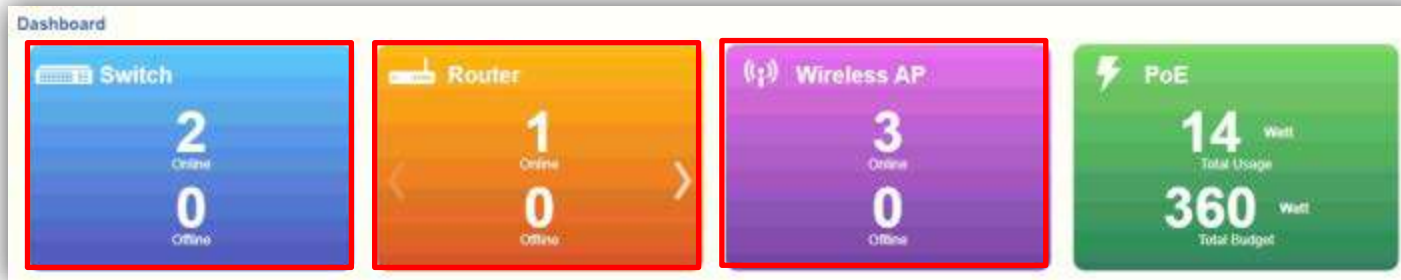 Dashboard
Switch
2
Online
0
Offline
Router
1
Online
0
Offline
Wireless AP
3
Online
0
Offline
PoE
14 Watt
Total Usage
360 Watt
Total Budget